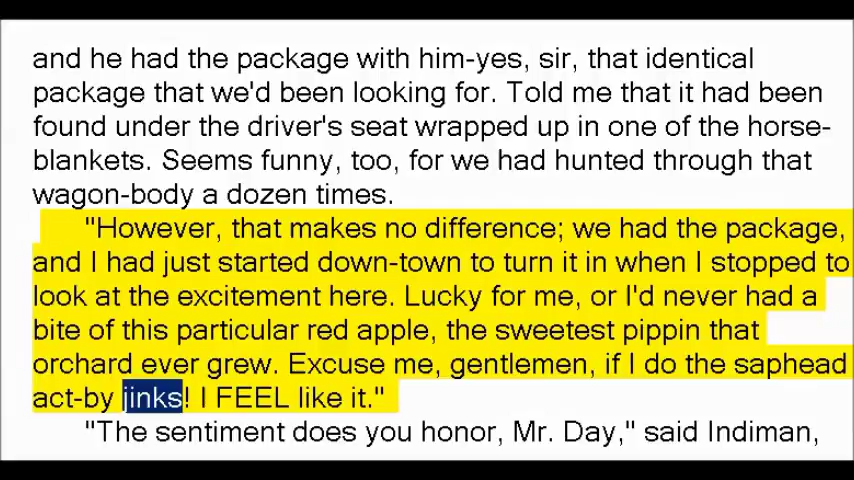 and he had the package with him-yes, sir, that identical
package that we'd been looking for. Told me that it had been
found under the driver's seat wrapped up in one of the horse-
blankets. Seems funny, too, for we had hunted through that
wagon-body a dozen times.
"However, that makes no difference; we had the package,
and I had just started down-town to turn it in when I stopped to
look at the excitement here. Lucky for me, or I'd never had a
bite of this particular red apple, the sweetest pippin that
orchard ever grew. Excuse me, gentlemen, if I do the saphead
act-by jinks! I FEEL like it."
"The sentiment does you honor, Mr. Day," said Indiman,